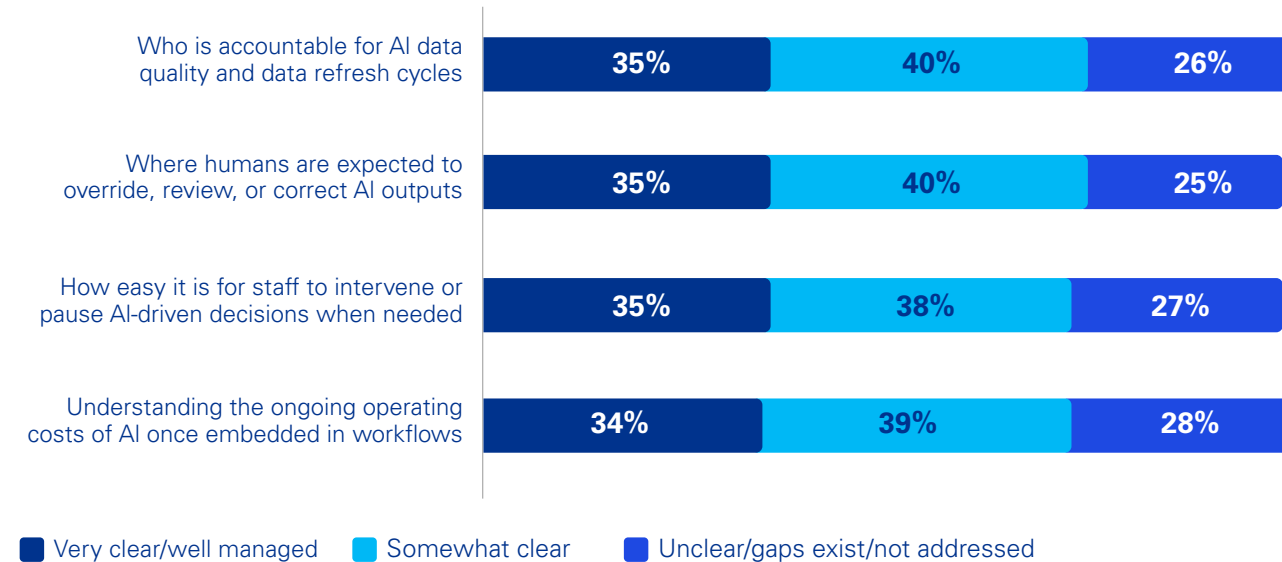 Who is accountable for AI data
quality and data refresh cycles
35%
40%
26%
Where humans are expected to
override, review, or correct AI outputs
35%
40%
25%
How easy it is for staff to intervene or
pause AI-driven decisions when needed
35%
38%
27%
Understanding the ongoing operating
costs of AI once embedded in workflows
34%
39%
28%
Very clear/well managed
Somewhat clear
Unclear/gaps exist/not addressed